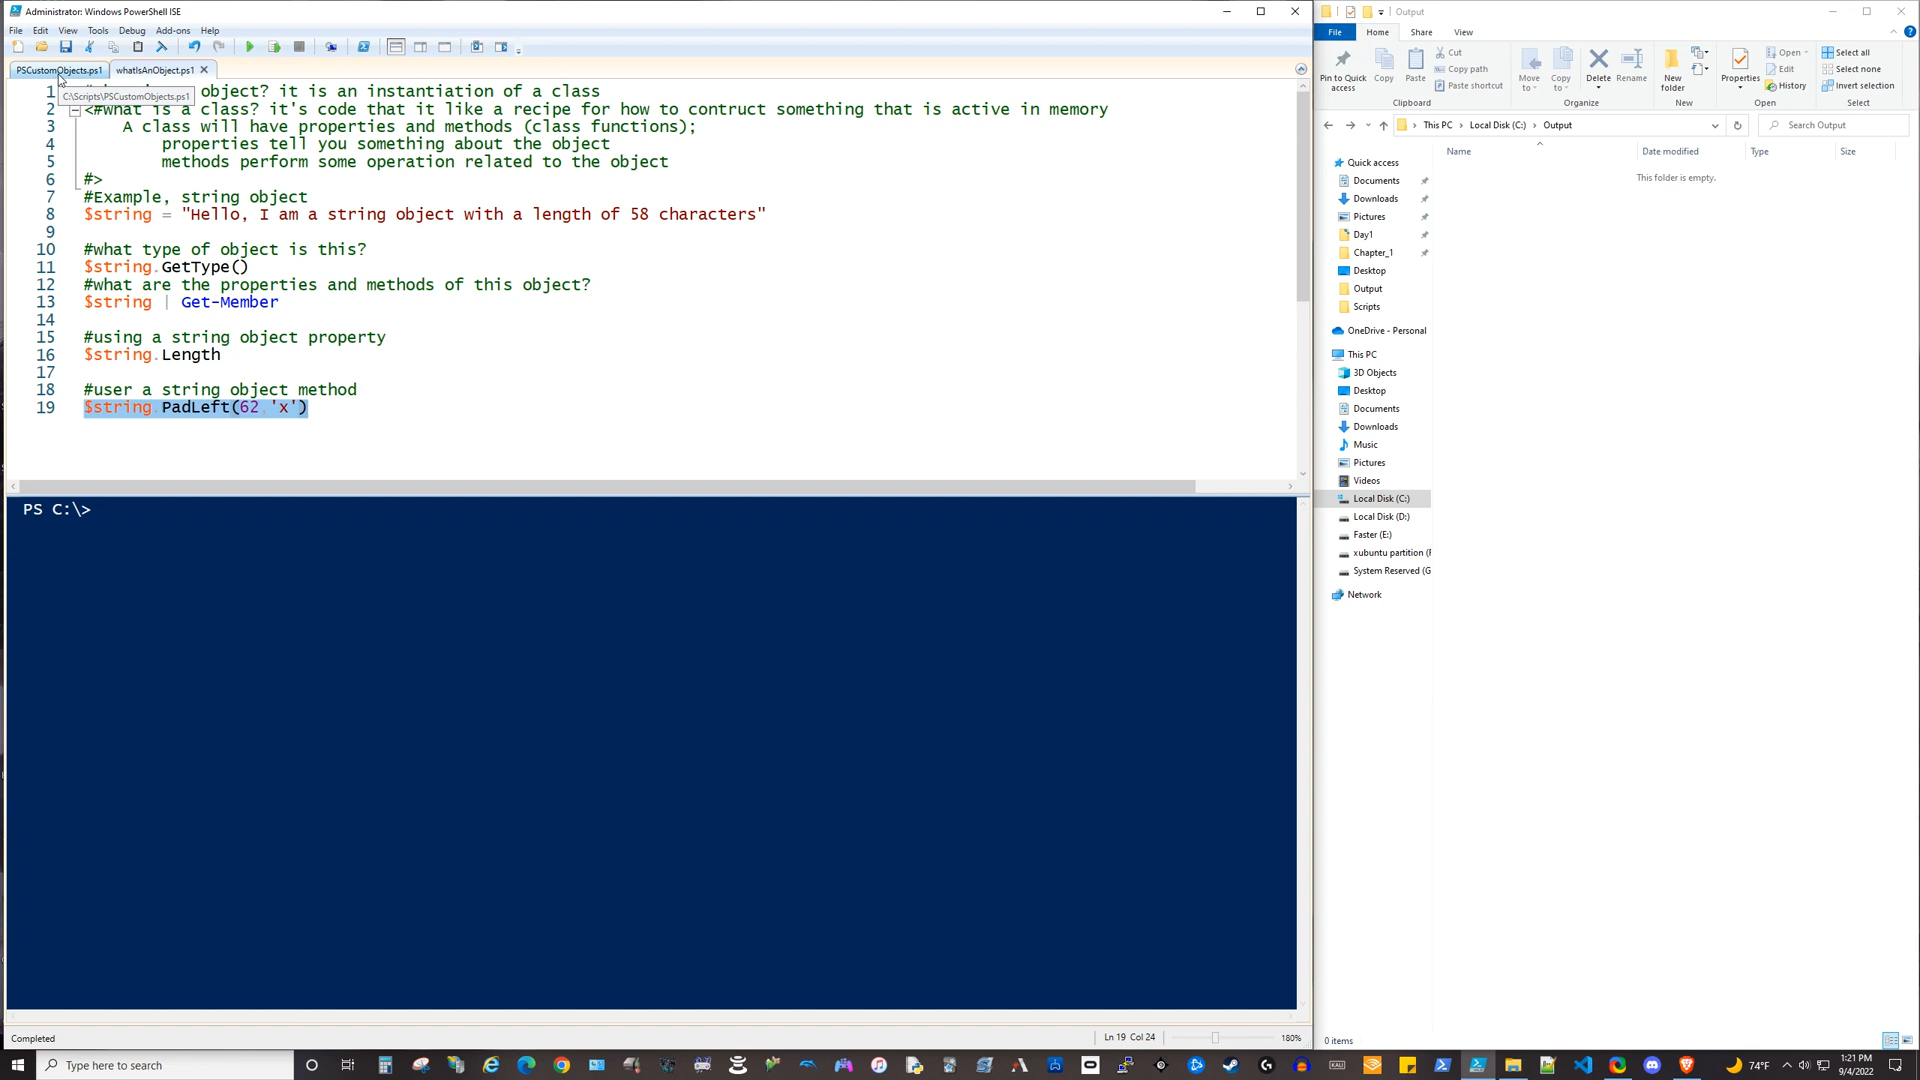 Administrator: Windows PowerShell ISE
File Edit View Tools Debug Add-ons Help
PSCustomObjects.ps1 whatIsAnObject.ps1
C:\Scripts\PSCustomObjects.ps1
1 object? it is an instantiation of a class
2 <#what is a class? it's code that it like a recipe for how to contruct something that is active in memory
3 A class will have properties and methods (class functions);
4 properties tell you something about the object
5 methods perform some operation related to the object
6 #>
7 #Example, string object
8 $string = "Hello, I am a string object with a length of 58 characters"
9
10 #what type of object is this?
11 $string.GetType()
12 #what are the properties and methods of this object?
13 $string | Get-Member
14
15 #using a string object property
16 $string.Length
17
18 #user a string object method
19 $string.PadLeft(62,'x')
PS C:\>
Completed
Ln 19 Col 24
180%
Output
File Home Share View
Pin to Quick access
Copy
Paste
Cut
Copy path
Paste shortcut
Clipboard
Move to
Copy to
Delete
Rename
Organize
New folder
New
Properties
Open
Edit
History
Open
Select all
Select none
Invert selection
Select
This PC > Local Disk (C:) > Output
Search Output
Name Date modified Type Size
This folder is empty.
Quick access
Documents
Downloads
Pictures
Day1
Chapter_1
Desktop
Output
Scripts
OneDrive - Personal
This PC
3D Objects
Desktop
Documents
Downloads
Music
Pictures
Videos
Local Disk (C:)
Local Disk (D:)
Faster (E:)
xubuntu partition (F
System Reserved (G
Network
0 items
Type here to search
KALI
74°F
1:21 PM
9/4/2022